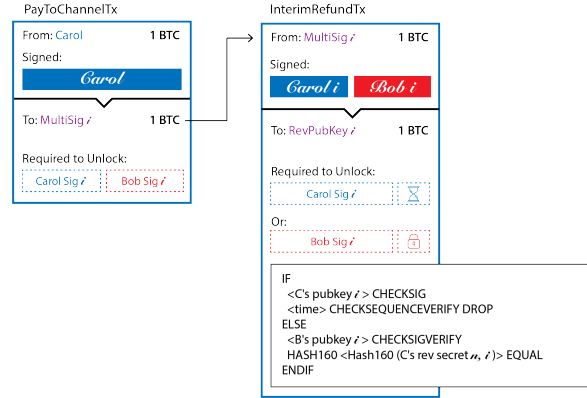 PayToChannelTx
From: Carol 1 BTC
Signed:
Carol
To: MultiSig i 1 BTC
Required to Unlock:
Carol Sig i Bob Sig i
InterimRefundTx
From: MultiSig i 1 BTC
Signed:
Carol i Bob i
To: RevPubKey i 1 BTC
Required to Unlock:
Carol Sig i
Or:
Bob Sig i
IF
<C's pubkey i > CHECKSIG
<time> CHECKSEQUENCEVERIFY DROP
ELSE
<B's pubkey i > CHECKSIGVERIFY
HASH160 <Hash160 (C's rev secret n, i )> EQUAL
ENDIF